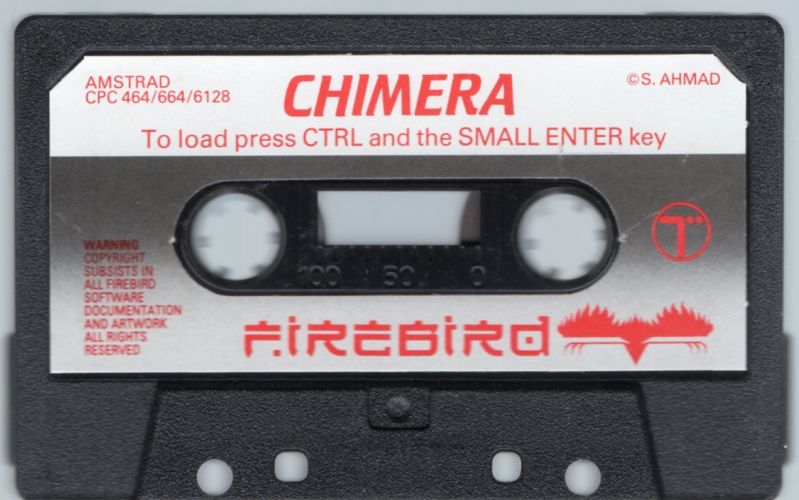 AMSTRAD
CPC 464/664/6128
CHIMERA
©S. AHMAD
To load press CTRL and the SMALL ENTER key
100 50 0
WARNING
COPYRIGHT
SUBSISTS IN
ALL FIREBIRD
SOFTWARE
DOCUMENTATION
AND ARTWORK
ALL RIGHTS
RESERVED
T
FIREBIRD